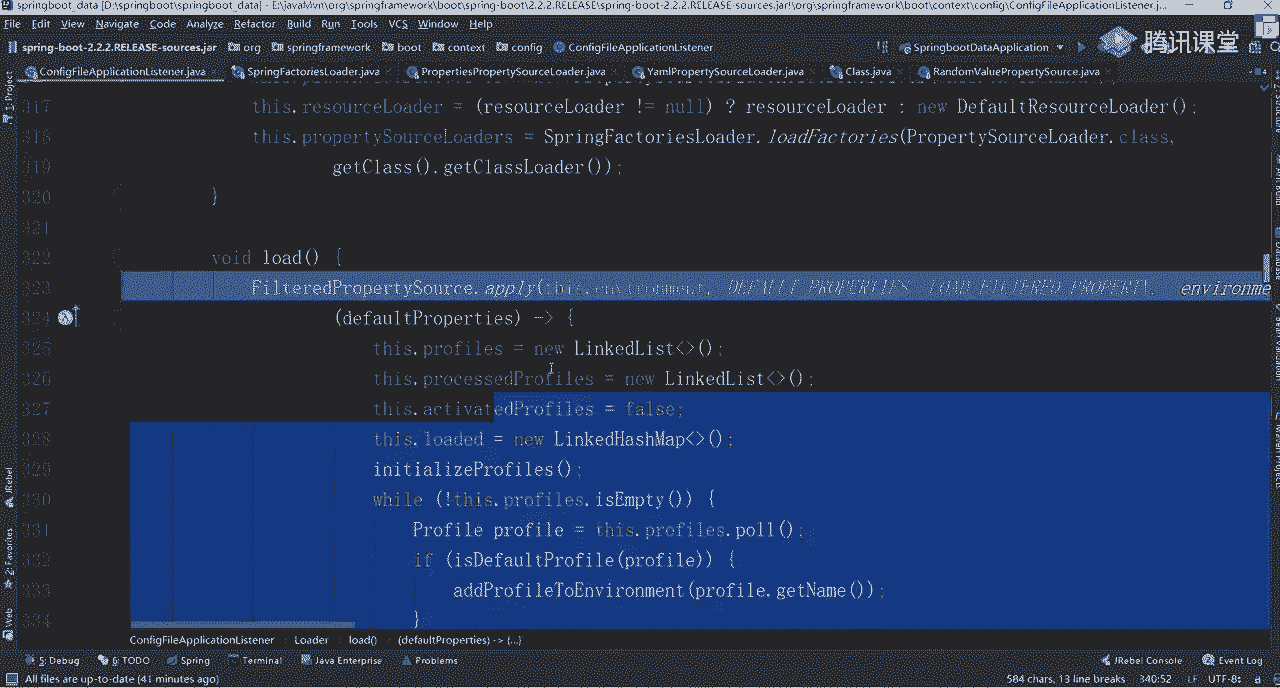 springboot_data [E:\springboot\springboot_data] - E:\javaMvn\org\springframework\boot\spring-boot\2.2.2.RELEASE\spring-boot-2.2.2.RELEASE-sources.jar!\org\springframework\boot\context\config\ConfigFileApplicationListener.j...
File Edit View Navigate Code Analyze Refactor Build Run Tools VCS Window Help
spring-boot-2.2.2.RELEASE-sources.jar org springframework boot context config ConfigFileApplicationListener SpringbootDataApplication
腾讯课堂
ConfigFileApplicationListener.java SpringFactoriesLoader.java PropertiesPropertySourceLoader.java YamlPropertySourceLoader.java Class.java RandomValuePropertySource.java
1: Project
317 this.resourceLoader = (resourceLoader != null) ? resourceLoader : new DefaultResourceLoader();
318 this.propertySourceLoaders = SpringFactoriesLoader.loadFactories(PropertySourceLoader.class,
319 getClass().getClassLoader());
320 }
321
322 void load() {
323 FilteredPropertySource.apply(this.environment, DEFAULT_PROPERTIES, LOAD_FILTERED_PROPERTY, environme
324 (defaultProperties) -> {
325 this.profiles = new LinkedList<>();
326 this.processedProfiles = new LinkedList<>();
327 this.activatedProfiles = false;
328 this.loaded = new LinkedHashMap<>();
329 initializeProfiles();
330 while (!this.profiles.isEmpty()) {
331 Profile profile = this.profiles.poll();
332 if (isDefaultProfile(profile)) {
333 addProfileToEnvironment(profile.getName());
334 }
JRebel
2: Favorites
Web
ConfigFileApplicationListener Loader load() (defaultProperties) -> {...}
5: Debug 6: TODO Spring Terminal Java Enterprise Problems JRebel Console Event Log
All files are up-to-date (41 minutes ago) 584 chars, 13 line breaks 340:52 LF UTF-8